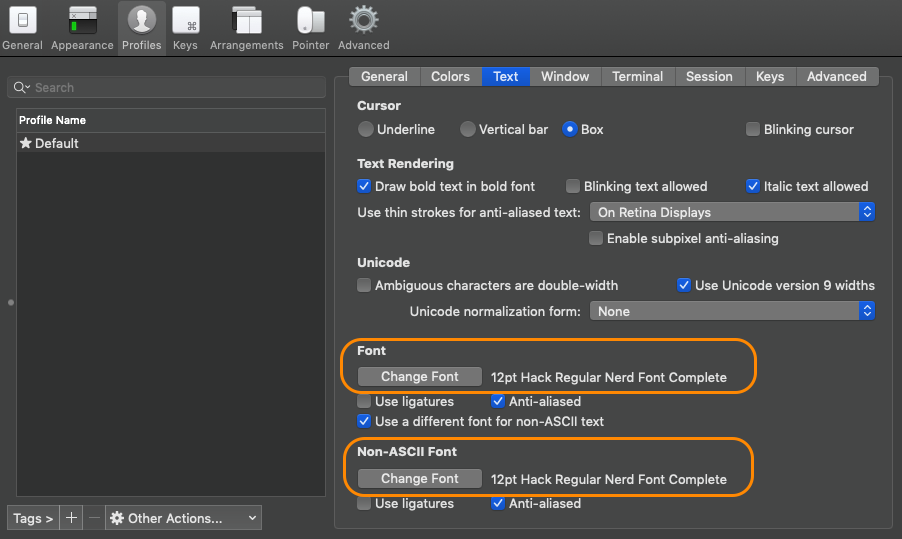 General Appearance Profiles Keys Arrangements Pointer Advanced
Search
Profile Name
Default
Tags > + − Other Actions...
General Colors Text Window Terminal Session Keys Advanced
Cursor
Underline Vertical bar Box Blinking cursor
Text Rendering
Draw bold text in bold font Blinking text allowed Italic text allowed
Use thin strokes for anti-aliased text: On Retina Displays
Enable subpixel anti-aliasing
Unicode
Ambiguous characters are double-width Use Unicode version 9 widths
Unicode normalization form: None
Font
Change Font 12pt Hack Regular Nerd Font Complete
Use ligatures Anti-aliased
Use a different font for non-ASCII text
Non-ASCII Font
Change Font 12pt Hack Regular Nerd Font Complete
Use ligatures Anti-aliased